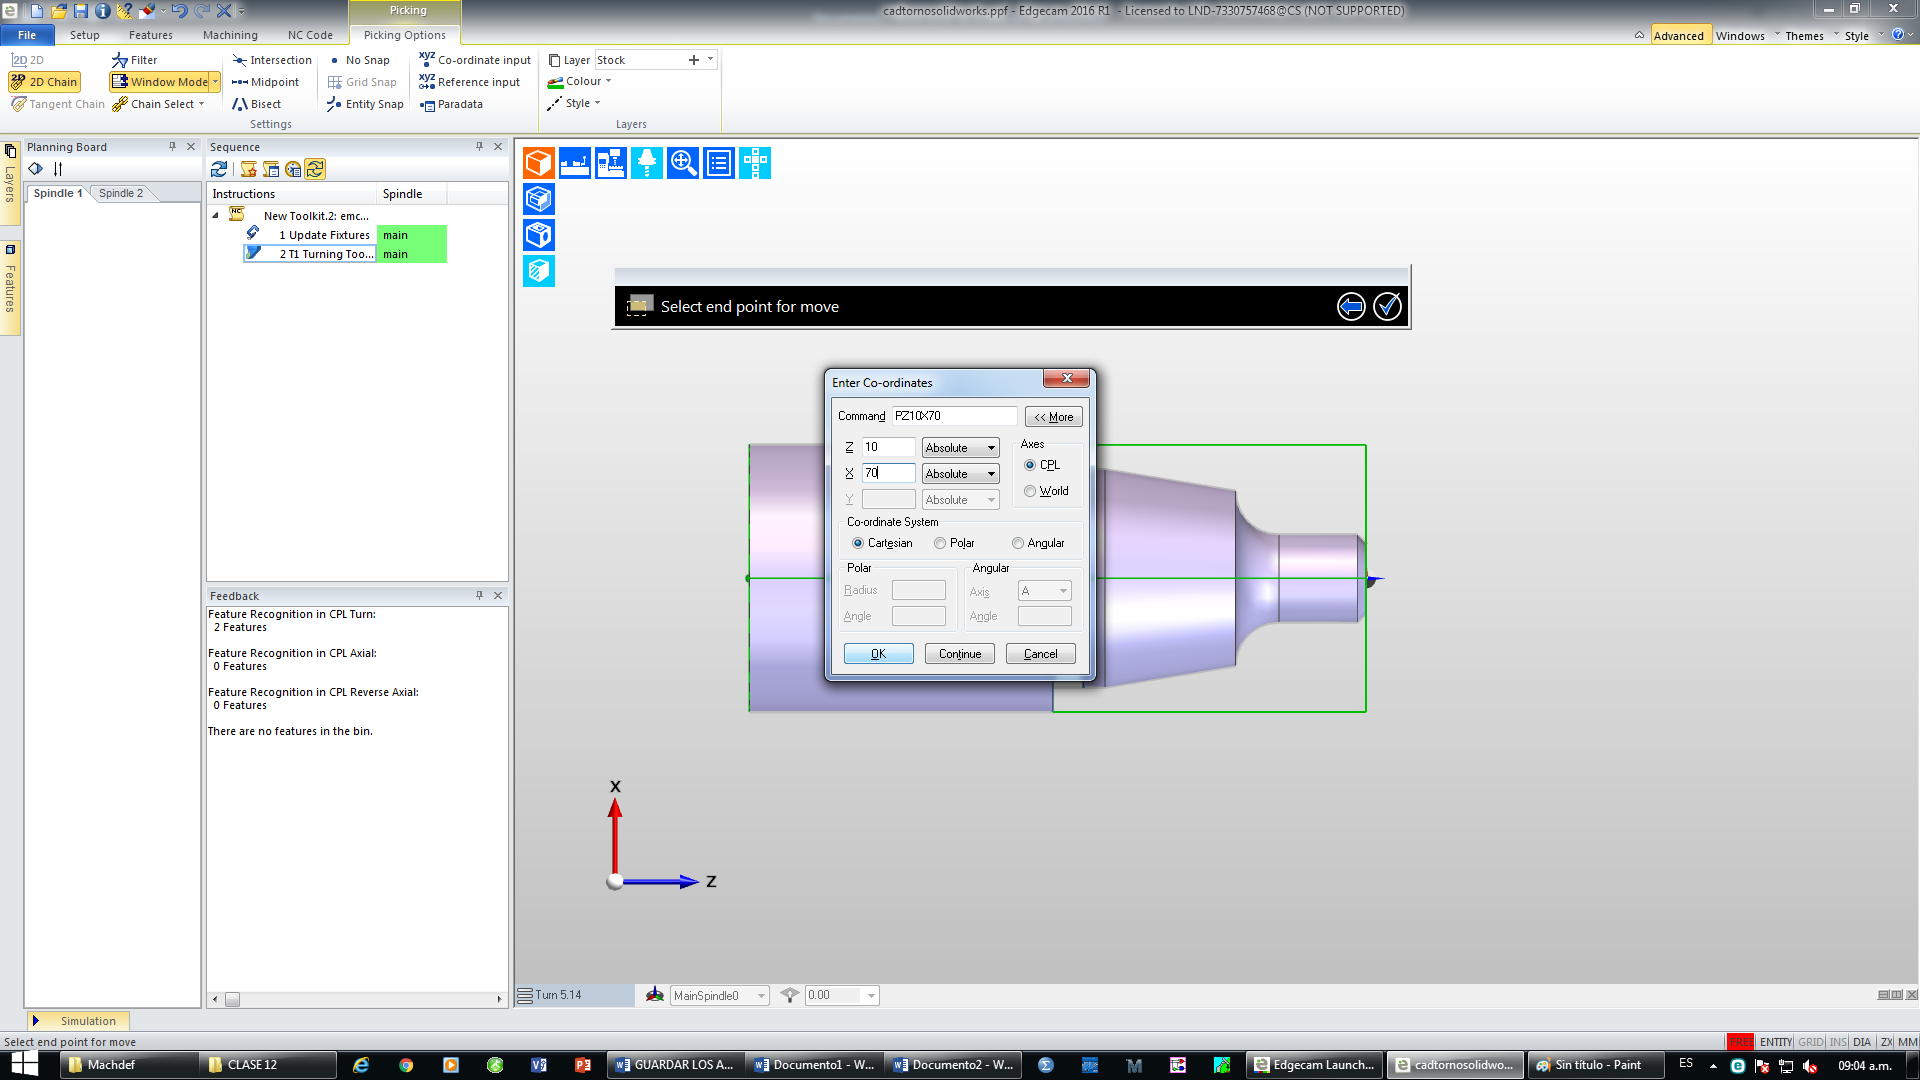 Picking
cadtornosolidworks.ppf - Edgecam 2016 R1 - Licensed to LND-7330757468@CS (NOT SUPPORTED)
File Setup Features Machining NC Code Picking Options Advanced Windows Themes Style
2D Filter Intersection No Snap Co-ordinate input Layer Stock
2D Chain Window Mode Midpoint Grid Snap Reference input Colour
Tangent Chain Chain Select Bisect Entity Snap Paradata Style
Settings Layers
Layers
Features
Planning Board
Spindle 1 Spindle 2
Sequence
Instructions Spindle
New Toolkit.2: emc...
1 Update Fixtures main
2 T1 Turning Too... main
Feedback
Feature Recognition in CPL Turn:
2 Features
Feature Recognition in CPL Axial:
0 Features
Feature Recognition in CPL Reverse Axial:
0 Features
There are no features in the bin.
Select end point for move
Enter Co-ordinates
Command PZ10X70 << More
Z 10 Absolute Axes
CPL
X 70 Absolute
World
Y Absolute
Co-ordinate System
Cartesian Polar Angular
Polar Angular
Radius Axis A
Angle Angle
OK Continue Cancel
X
Z
Turn 5.14 MainSpindle0 0.00
Simulation
Select end point for move
FREE ENTITY GRID INS DIA ZX MM
Machdef CLASE 12 GUARDAR LOS A... Documento1 - W... Documento2 - W... Edgecam Launch... cadtornosolidwo... Sin título - Paint ES 09:04 a.m.